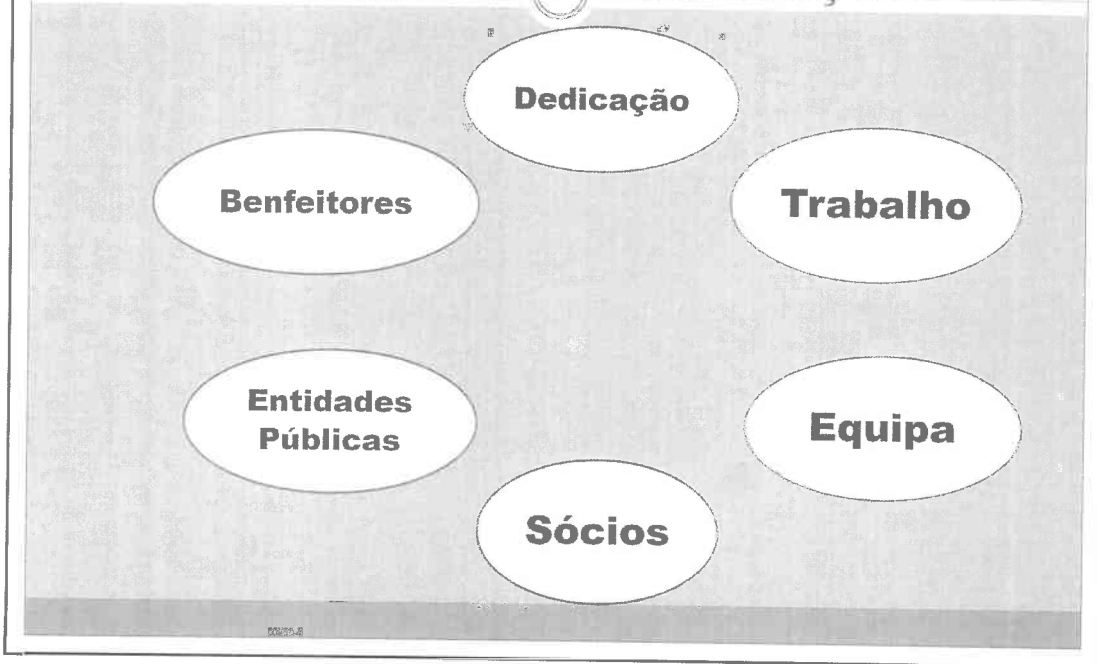 Dedicação
Benfeitores
Trabalho
Entidades
Públicas
Equipa
Sócios